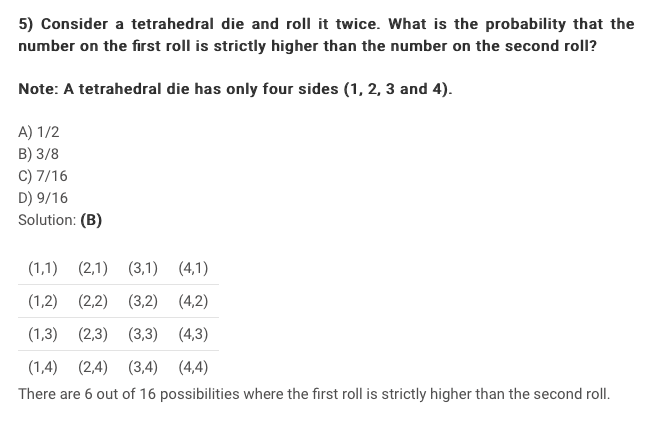 5) Consider a tetrahedral die and roll it twice. What is the probability that the
number on the first roll is strictly higher than the number on the second roll?
Note: A tetrahedral die has only four sides (1, 2, 3 and 4).
A) 1/2
B) 3/8
C) 7/16
D) 9/16
Solution: (B)
(1,1) (2,1) (3,1) (4,1)
(1,2) (2,2) (3,2) (4,2)
(1,3) (2,3) (3,3) (4,3)
(1,4) (2,4) (3,4) (4,4)
There are 6 out of 16 possibilities where the first roll is strictly higher than the second roll.